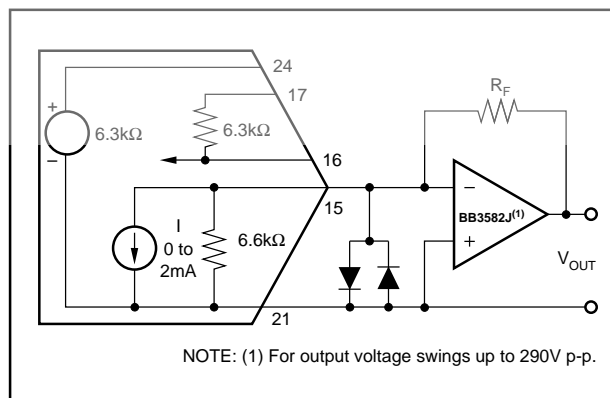 24
17
R_F
+
6.3kΩ
6.3kΩ
−
16
15
−
BB3582J(1)
I
0 to
2mA
6.6kΩ
+
V_OUT
21
NOTE: (1) For output voltage swings up to 290V p-p.